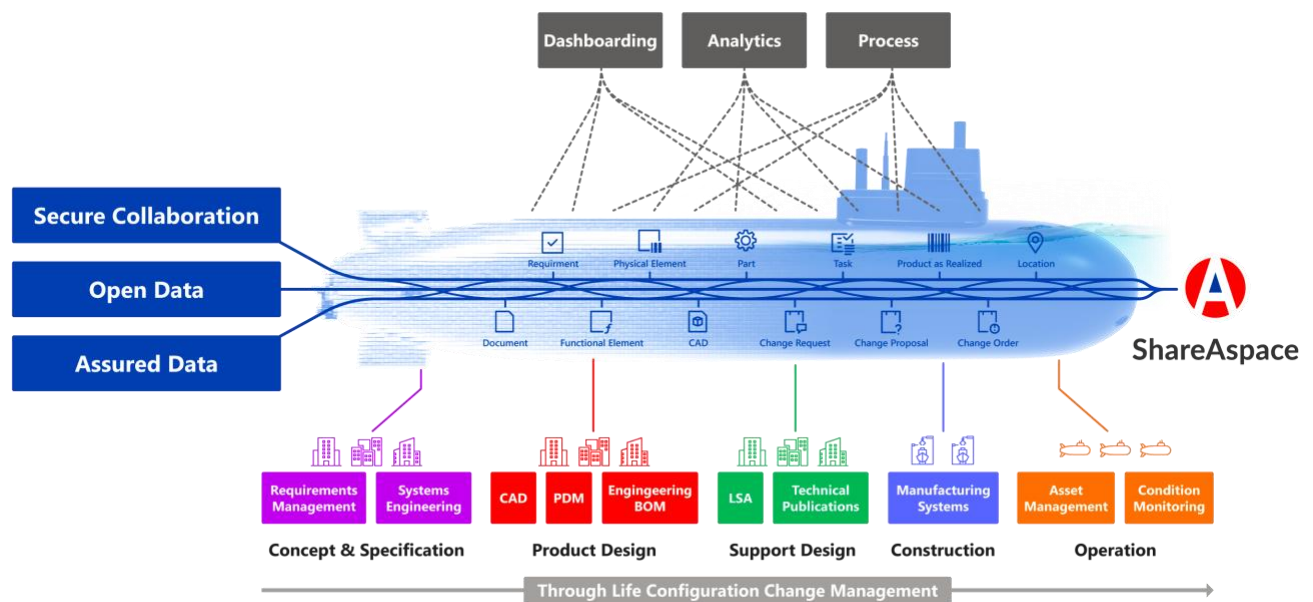 Dashboarding
Analytics
Process
Secure Collaboration
Open Data
Assured Data
Requirment
Physical Element
Part
Task
Product as Realized
Location
Document
Functional Element
CAD
Change Request
Change Proposal
Change Order
A
ShareAspace
Requirements
Management
Systems
Engineering
CAD
PDM
Engingeering
BOM
LSA
Technical
Publications
Manufacturing
Systems
Asset
Management
Condition
Monitoring
Concept & Specification
Product Design
Support Design
Construction
Operation
Through Life Configuration Change Management